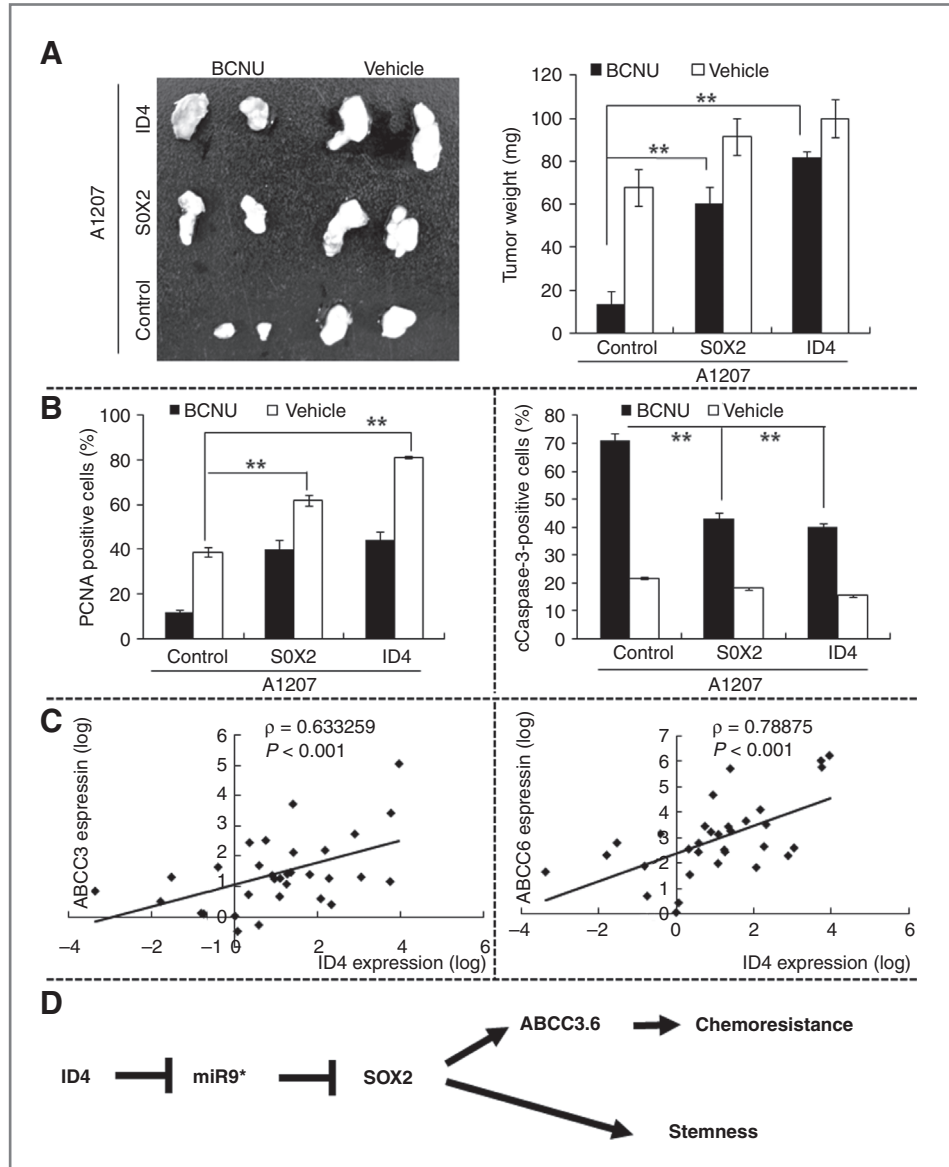 A
BCNU Vehicle
A1207
ID4
S0X2
Control
BCNU Vehicle
Tumor weight (mg)
120
100
80
60
40
20
0
**
**
Control S0X2 ID4
A1207
B
BCNU Vehicle
PCNA positive cells (%)
100
80
60
40
20
0
**
**
Control S0X2 ID4
A1207
BCNU Vehicle
cCaspase-3-positive cells (%)
80
70
60
50
40
30
20
10
0
** **
Control S0X2 ID4
A1207
C
ABCC3 expressin (log)
ρ = 0.633259
P < 0.001
6
5
4
3
2
1
0
–4 –2 –1 0 2 4 6
ID4 expression (log)
ABCC6 expressin (log)
ρ = 0.78875
P < 0.001
7
6
5
4
3
2
1
0
–4 –2 0 2 4 6
ID4 expression (log)
D
ABCC3.6 Chemoresistance
ID4 miR9* SOX2
Stemness